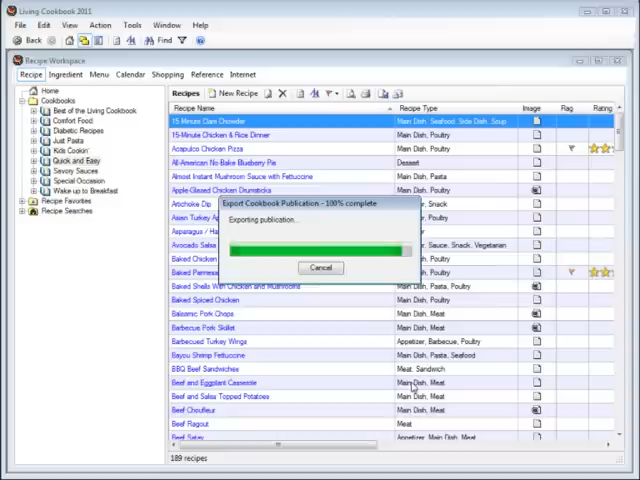 Living Cookbook 2011
File Edit View Action Tools Window Help
Back Find
Recipe Workspace
Recipe Ingredient Menu Calendar Shopping Reference Internet
Home
Cookbooks
Best of the Living Cookbook
Comfort Food
Diabetic Recipes
Just Pasta
Kids Cookin'
Quick and Easy
Savory Sauces
Special Occasion
Wake up to Breakfast
Recipe Favorites
Recipe Searches
Recipes New Recipe
Recipe Name Recipe Type Image Flag Rating
15-Minute Clam Chowder Main Dish, Seafood, Side Dish, Soup
15-Minute Chicken & Rice Dinner Main Dish, Poultry
Acapulco Chicken Pizza Main Dish, Poultry
All-American No-Bake Blueberry Pie Dessert
Almost Instant Mushroom Sauce with Fettuccine Main Dish, Pasta
Apple-Glazed Chicken Drumsticks Main Dish, Poultry
Artichoke Dip
Asian Turkey
Asparagus
Avocado Salsa , Sauce, Snack, Vegetarian
Baked Chicken
Baked Parmesan
Baked Shells With Chicken and Mushrooms Main Dish, Pasta, Poultry
Baked Spiced Chicken Main Dish, Poultry
Balsamic Pork Chops Main Dish, Meat
Barbecue Pork Skillet Main Dish, Meat
Barbecued Turkey Wings Appetizer, Barbecue, Poultry
Bayou Shrimp Fettuccine Main Dish, Pasta, Seafood
BBQ Beef Sandwiches Meat, Sandwich
Beef and Eggplant Casserole Main Dish, Meat
Beef and Salsa Topped Potatoes Main Dish, Meat
Beef Choufleur Main Dish, Meat
Beef Ragout Meat
Beef Satay Appetizer, Main Dish, Meat
189 recipes
Export Cookbook Publication - 100% complete
Exporting publication...
Cancel